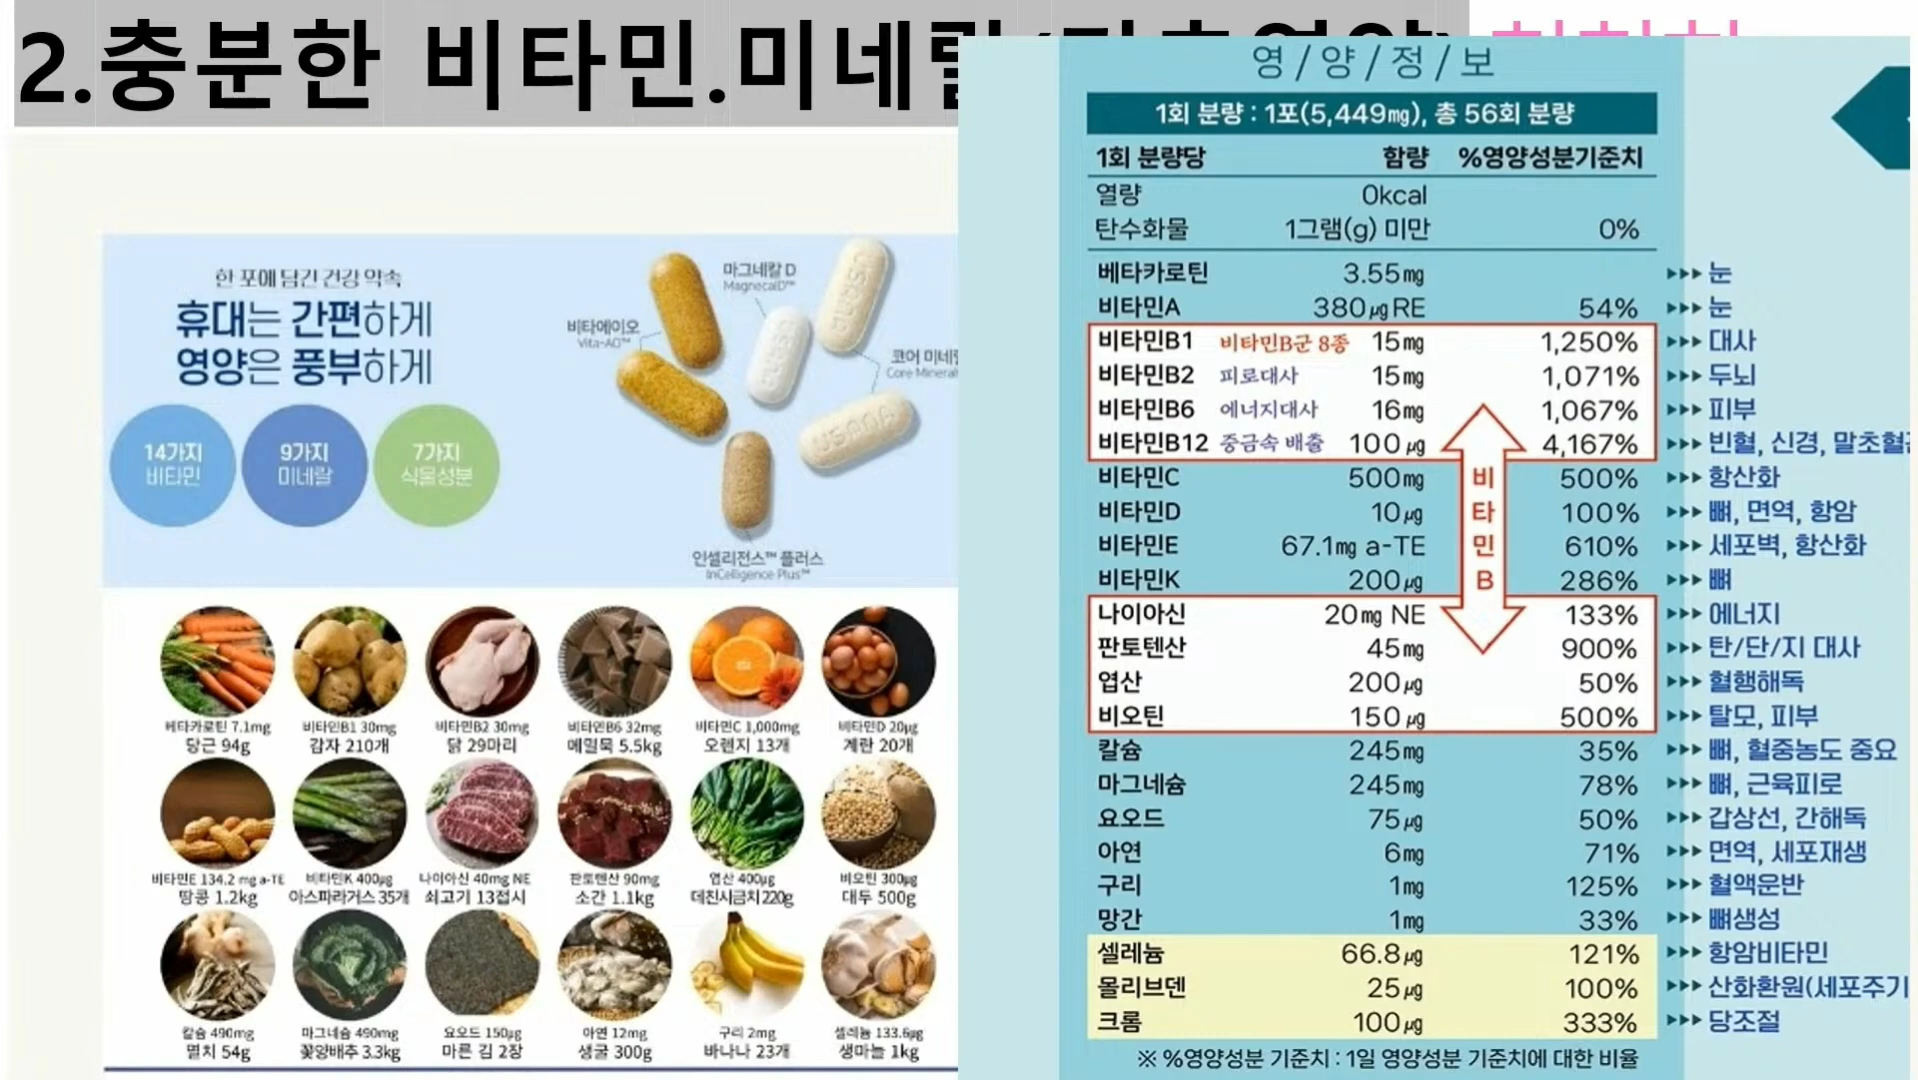 2.충분한 비타민.미네
한 포에 담긴 건강 약속
휴대는 간편하게
영양은 풍부하게
14가지
비타민
9가지
미네랄
7가지
식물성분
마그네칼 D
MagnecalD™
비타에이오
Vita-AO™
코어 미네
Core Mineral
인셀리전스™ 플러스
InCelligence Plus™
USANA
베타카로틴 7.1mg
당근 94g
비타민B1 30mg
감자 210개
비타민B2 30mg
닭 29마리
비타민B6 32mg
메밀묵 5.5kg
비타민C 1,000mg
오렌지 13개
비타민D 20μg
계란 20개
비타민E 134.2 mg a-TE
땅콩 1.2kg
비타민K 400μg
아스파라거스 35개
나이아신 40mg NE
쇠고기 13접시
판토텐산 90mg
소간 1.1kg
엽산 400μg
데친시금치 220g
비오틴 300μg
대두 500g
칼슘 490mg
멸치 54g
마그네슘 490mg
꽃양배추 3.3kg
요오드 150μg
마른 김 2장
아연 12mg
생굴 300g
구리 2mg
바나나 23개
셀레늄 133.6μg
생마늘 1kg
영/양/정/보
1회 분량 : 1포(5,449㎎), 총 56회 분량
1회 분량당 함량 %영양성분기준치
열량 0kcal
탄수화물 1그램(g) 미만 0%
베타카로틴 3.55㎎ ▸▸▸ 눈
비타민A 380㎍RE 54% ▸▸▸ 눈
비타민B1 비타민B군 8종 15㎎ 1,250% ▸▸▸ 대사
비타민B2 피로대사 15㎎ 1,071% ▸▸▸ 두뇌
비타민B6 에너지대사 16㎎ 1,067% ▸▸▸ 피부
비타민B12 중금속 배출 100㎍ 4,167% ▸▸▸ 빈혈, 신경, 말초혈
비타민C 500㎎ 500% ▸▸▸ 항산화
비타민D 10㎍ 100% ▸▸▸ 뼈, 면역, 항암
비타민E 67.1㎎ a-TE 610% ▸▸▸ 세포벽, 항산화
비타민K 200㎍ 286% ▸▸▸ 뼈
비타민B
나이아신 20㎎ NE 133% ▸▸▸ 에너지
판토텐산 45㎎ 900% ▸▸▸ 탄/단/지 대사
엽산 200㎍ 50% ▸▸▸ 혈행해독
비오틴 150㎍ 500% ▸▸▸ 탈모, 피부
칼슘 245㎎ 35% ▸▸▸ 뼈, 혈중농도 중요
마그네슘 245㎎ 78% ▸▸▸ 뼈, 근육피로
요오드 75㎍ 50% ▸▸▸ 갑상선, 간해독
아연 6㎎ 71% ▸▸▸ 면역, 세포재생
구리 1㎎ 125% ▸▸▸ 혈액운반
망간 1㎎ 33% ▸▸▸ 뼈생성
셀레늄 66.8㎍ 121% ▸▸▸ 항암비타민
몰리브덴 25㎍ 100% ▸▸▸ 산화환원(세포주기
크롬 100㎍ 333% ▸▸▸ 당조절
※ %영양성분 기준치 : 1일 영양성분 기준치에 대한 비율